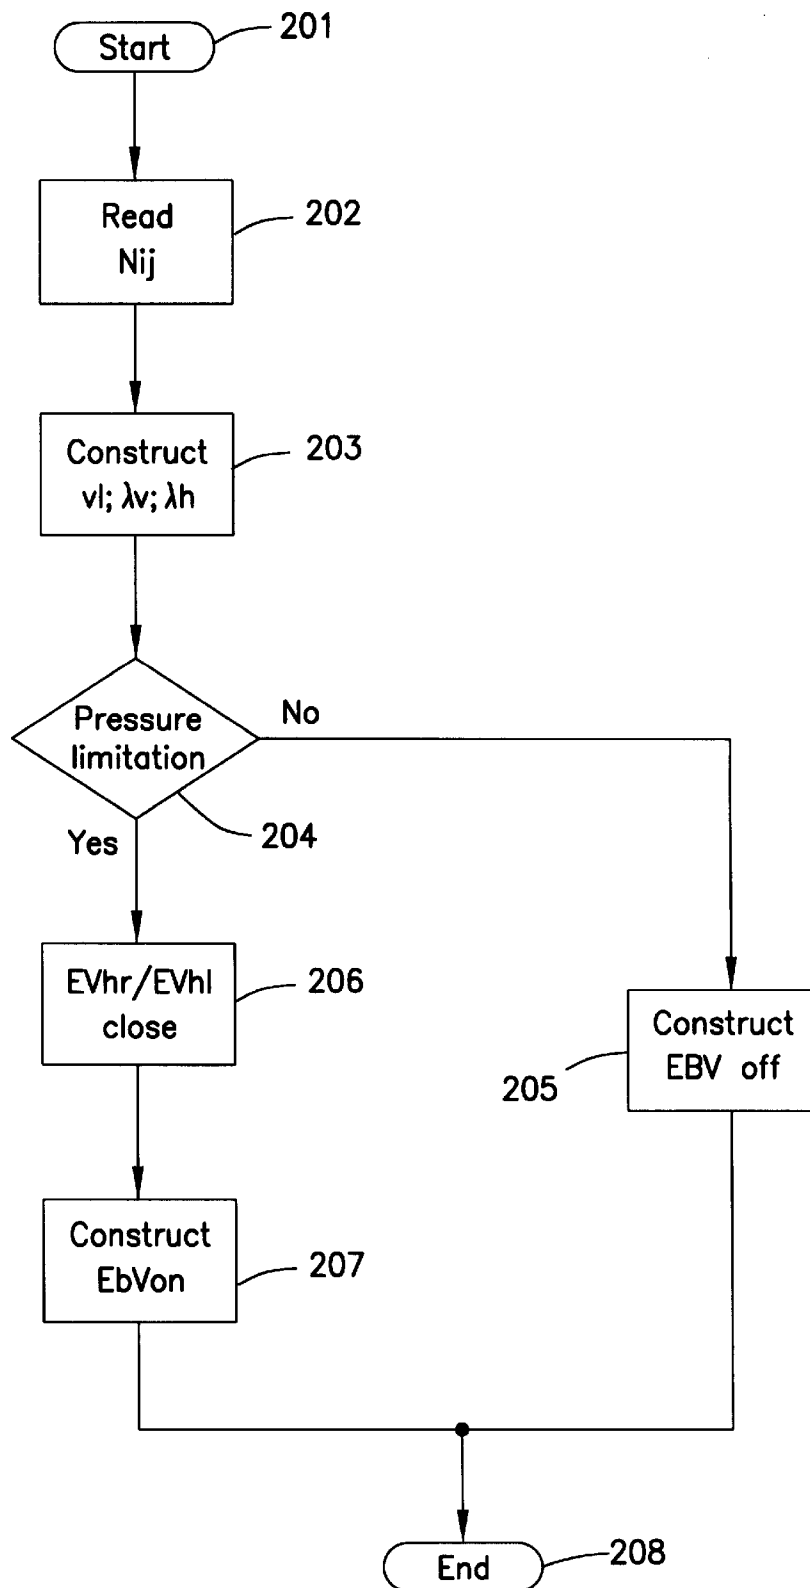 Start
201
Read
Nij
202
Construct
vl; λv; λh
203
Pressure
limitation
No
204
Yes
EVhr/EVhl
close
206
Construct
EBV off
205
Construct
EbVon
207
End
208